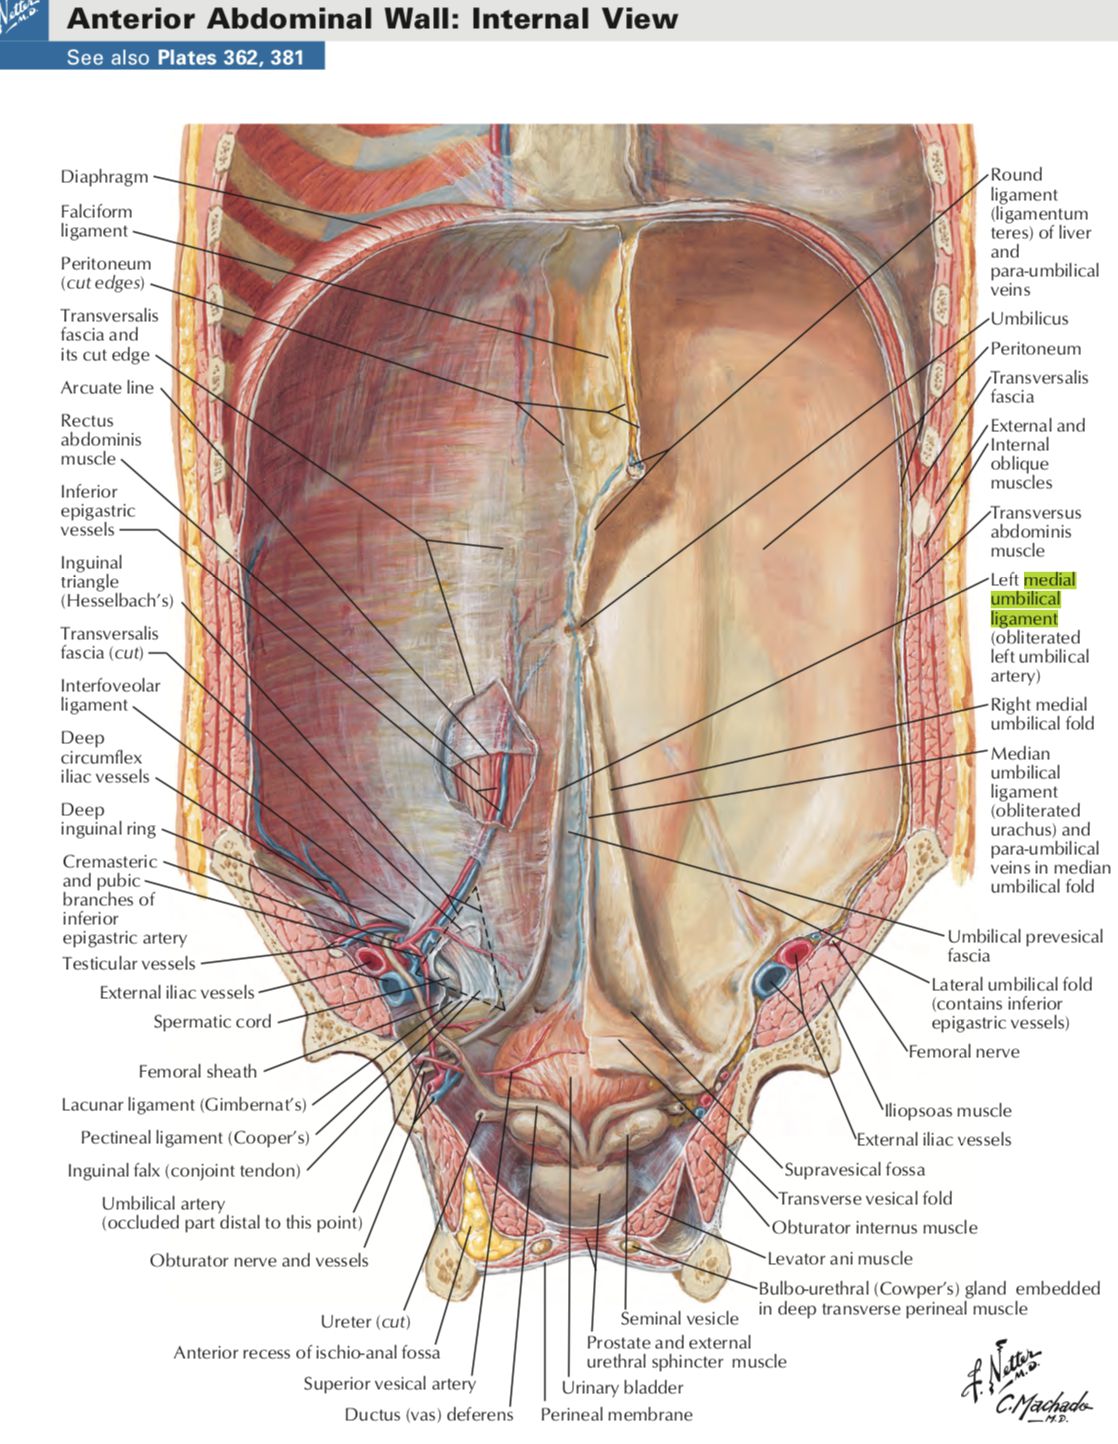 Netter
M.D.
Anterior Abdominal Wall: Internal View
See also Plates 362, 381
Diaphragm
Falciform
ligament
Peritoneum
(cut edges)
Transversalis
fascia and
its cut edge
Arcuate line
Rectus
abdominis
muscle
Inferior
epigastric
vessels
Inguinal
triangle
(Hesselbach's)
Transversalis
fascia (cut)
Interfoveolar
ligament
Deep
circumflex
iliac vessels
Deep
inguinal ring
Cremasteric
and pubic
branches of
inferior
epigastric artery
Testicular vessels
External iliac vessels
Spermatic cord
Femoral sheath
Lacunar ligament (Gimbernat's)
Pectineal ligament (Cooper's)
Inguinal falx (conjoint tendon)
Umbilical artery
(occluded part distal to this point)
Obturator nerve and vessels
Ureter (cut)
Anterior recess of ischio-anal fossa
Superior vesical artery
Ductus (vas) deferens
Round
ligament
(ligamentum
teres) of liver
and
para-umbilical
veins
Umbilicus
Peritoneum
Transversalis
fascia
External and
Internal
oblique
muscles
Transversus
abdominis
muscle
Left medial
umbilical
ligament
(obliterated
left umbilical
artery)
Right medial
umbilical fold
Median
umbilical
ligament
(obliterated
urachus) and
para-umbilical
veins in median
umbilical fold
Umbilical prevesical
fascia
Lateral umbilical fold
(contains inferior
epigastric vessels)
Femoral nerve
Iliopsoas muscle
External iliac vessels
Supravesical fossa
Transverse vesical fold
Obturator internus muscle
Levator ani muscle
Bulbo-urethral (Cowper's) gland embedded
in deep transverse perineal muscle
Seminal vesicle
Prostate and external
urethral sphincter muscle
Urinary bladder
Perineal membrane
F. Netter
M.D.
C. Machado
M.D.